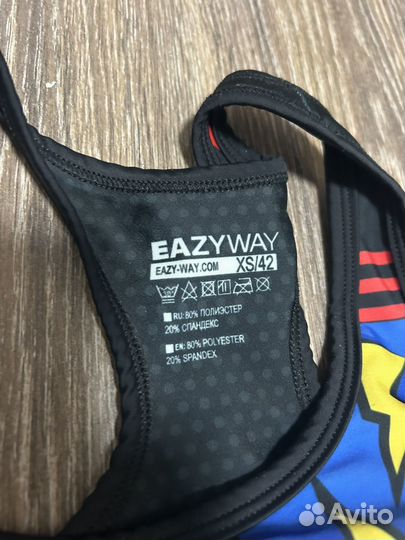 EAZYWAY
EAZY-WAY.COM XS/42
RU: 80% ПОЛИЭСТЕР
20% СПАНДЕКС
EN: 80% POLYESTER
20% SPANDEX
Avito